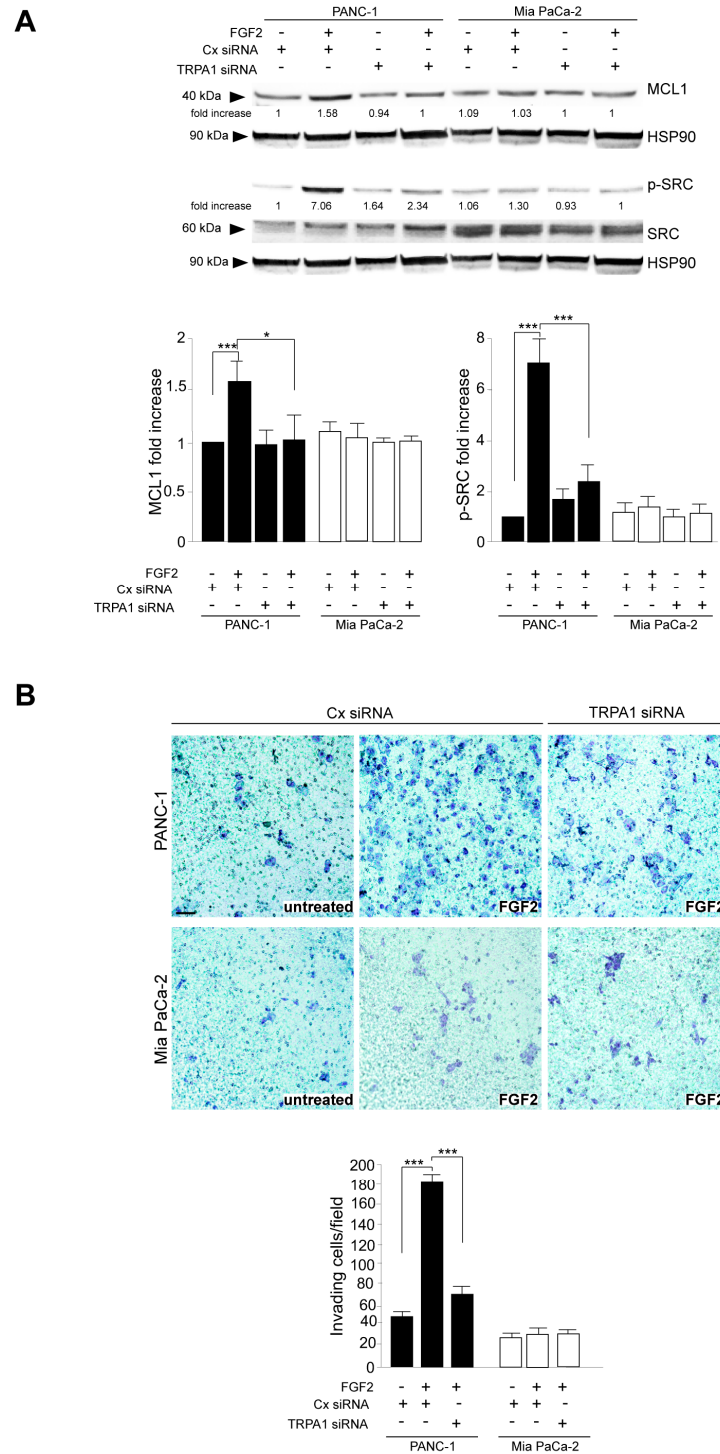 A
PANC-1 Mia PaCa-2
FGF2 - + - + - + - +
Cx siRNA + + - - + + - -
TRPA1 siRNA - - + + - - + +
40 kDa MCL1
fold increase 1 1.58 0.94 1 1.09 1.03 1 1
90 kDa HSP90
p-SRC
fold increase 1 7.06 1.64 2.34 1.06 1.30 0.93 1
60 kDa SRC
90 kDa HSP90
MCL1 fold increase
2
1.5
1
0.5
0
*** *
FGF2 - + - + - + - +
Cx siRNA + + - - + + - -
TRPA1 siRNA - - + + - - + +
PANC-1 Mia PaCa-2
p-SRC fold increase
8
6
4
2
0
*** ***
- + - + - + - +
+ + - - + + - -
- - + + - - + +
PANC-1 Mia PaCa-2
B
Cx siRNA TRPA1 siRNA
PANC-1
untreated FGF2 FGF2
Mia PaCa-2
untreated FGF2 FGF2
Invading cells/field
200
180
160
140
120
100
80
60
40
20
0
*** ***
FGF2 - + + - + +
Cx siRNA + + - + + -
TRPA1 siRNA - - + - - +
PANC-1 Mia PaCa-2